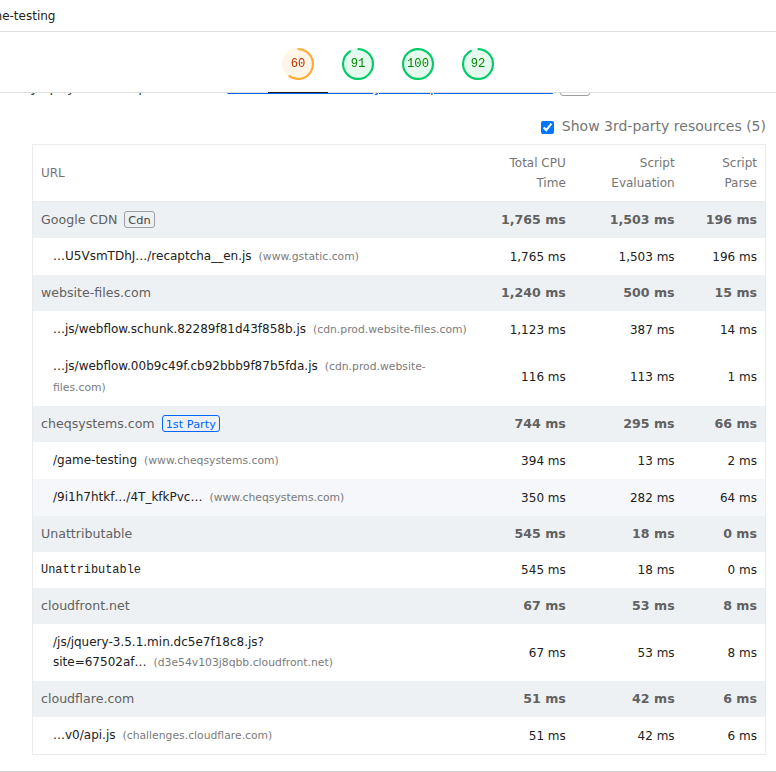 e-testing
60 91 100 92
Show 3rd-party resources (5)
URL Total CPU Time Script Evaluation Script Parse
Google CDN Cdn 1,765 ms 1,503 ms 196 ms
…U5VsmTDhJ…/recaptcha__en.js (www.gstatic.com) 1,765 ms 1,503 ms 196 ms
website-files.com 1,240 ms 500 ms 15 ms
…js/webflow.schunk.82289f81d43f858b.js (cdn.prod.website-files.com) 1,123 ms 387 ms 14 ms
…js/webflow.00b9c49f.cb92bbb9f87b5fda.js (cdn.prod.website-
files.com) 116 ms 113 ms 1 ms
cheqsystems.com 1st Party 744 ms 295 ms 66 ms
/game-testing (www.cheqsystems.com) 394 ms 13 ms 2 ms
/9i1h7htkf…/4T_kfkPvc… (www.cheqsystems.com) 350 ms 282 ms 64 ms
Unattributable 545 ms 18 ms 0 ms
Unattributable 545 ms 18 ms 0 ms
cloudfront.net 67 ms 53 ms 8 ms
/js/jquery-3.5.1.min.dc5e7f18c8.js?
site=67502af… (d3e54v103j8qbb.cloudfront.net) 67 ms 53 ms 8 ms
cloudflare.com 51 ms 42 ms 6 ms
…v0/api.js (challenges.cloudflare.com) 51 ms 42 ms 6 ms